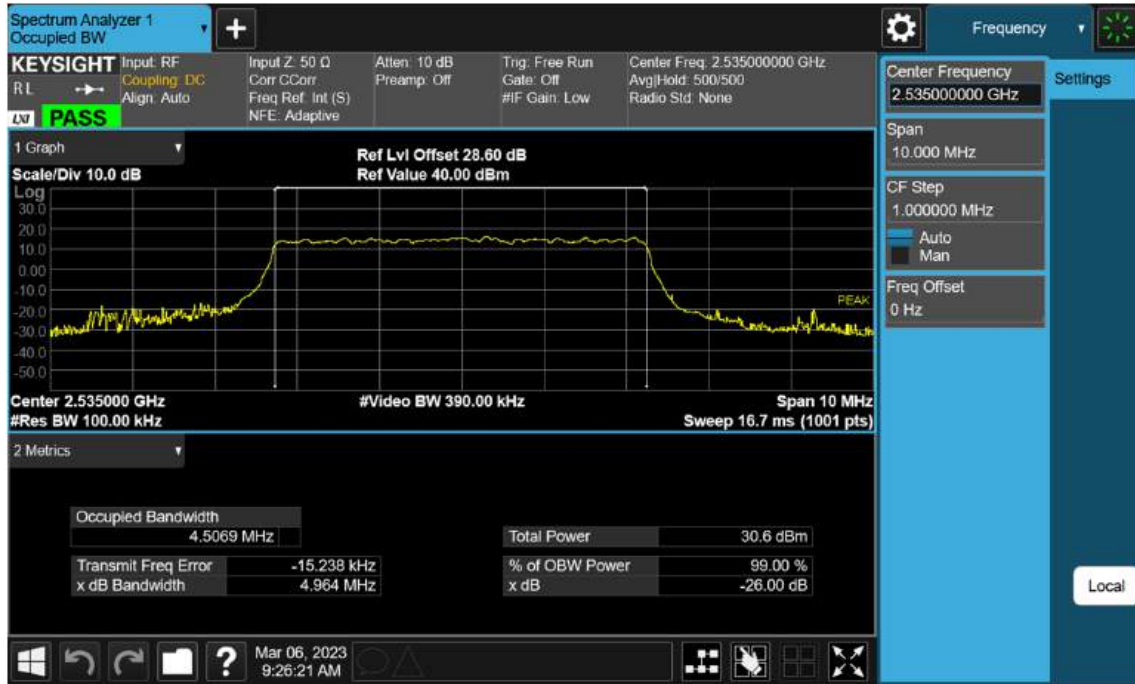 Spectrum Analyzer 1
Occupied BW
+
Frequency
KEYSIGHT
R L
LXI
PASS
Input: RF
Coupling: DC
Align: Auto
Input Z: 50 Ω
Corr CCorr
Freq Ref: Int (S)
NFE: Adaptive
Atten: 10 dB
Preamp: Off
Trig: Free Run
Gate: Off
#IF Gain: Low
Center Freq: 2.535000000 GHz
Avg|Hold: 500/500
Radio Std: None
Center Frequency
2.535000000 GHz
Settings
Span
10.000 MHz
CF Step
1.000000 MHz
Auto
Man
Freq Offset
0 Hz
Local
1 Graph
Scale/Div 10.0 dB
Ref Lvl Offset 28.60 dB
Ref Value 40.00 dBm
Log
30.0
20.0
10.0
0.00
-10.0
-20.0
-30.0
-40.0
-50.0
PEAK
Center 2.535000 GHz
#Video BW 390.00 kHz
Span 10 MHz
#Res BW 100.00 kHz
Sweep 16.7 ms (1001 pts)
2 Metrics
Occupied Bandwidth
4.5069 MHz
Total Power 30.6 dBm
Transmit Freq Error -15.238 kHz
% of OBW Power 99.00 %
x dB Bandwidth 4.964 MHz
x dB -26.00 dB
?
Mar 06, 2023
9:26:21 AM